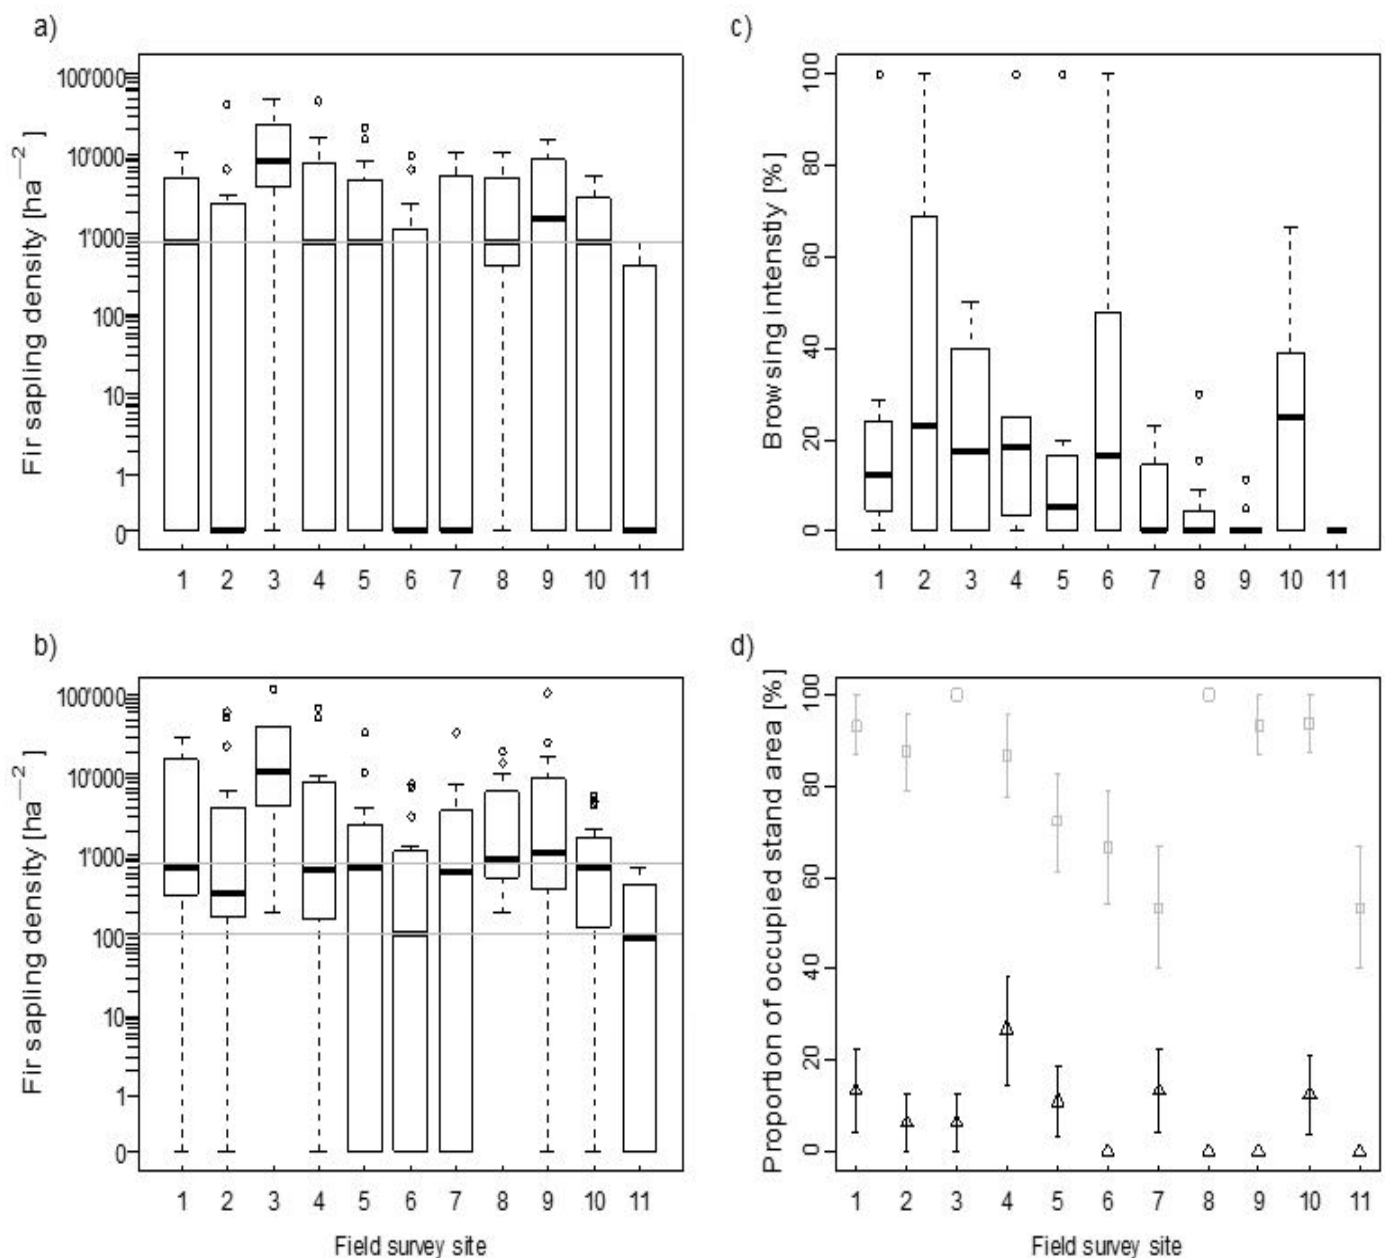 a)
Fir sapling density [ha⁻²]
100'000
10'000
1'000
100
10
1
0
1 2 3 4 5 6 7 8 9 10 11
c)
Browsing intenstiy [%]
100
80
60
40
20
0
1 2 3 4 5 6 7 8 9 10 11
b)
Fir sapling density [ha⁻²]
100'000
10'000
1'000
100
10
1
0
1 2 3 4 5 6 7 8 9 10 11
Field survey site
d)
Proportion of occupied stand area [%]
100
80
60
40
20
0
1 2 3 4 5 6 7 8 9 10 11
Field survey site